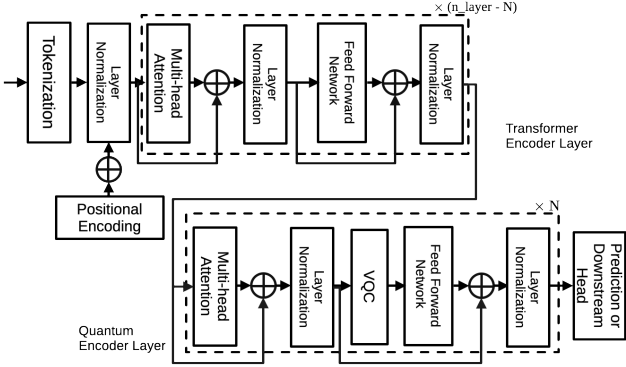 × (n_layer - N)
Tokenization
Layer
Normalization
Multi-head
Attention
Layer
Normalization
Feed Forward
Network
Layer
Normalization
Positional
Encoding
Transformer
Encoder Layer
× N
Multi-head
Attention
Layer
Normalization
VQC
Feed Forward
Network
Layer
Normalization
Prediction or
Downstream
Head
Quantum
Encoder Layer